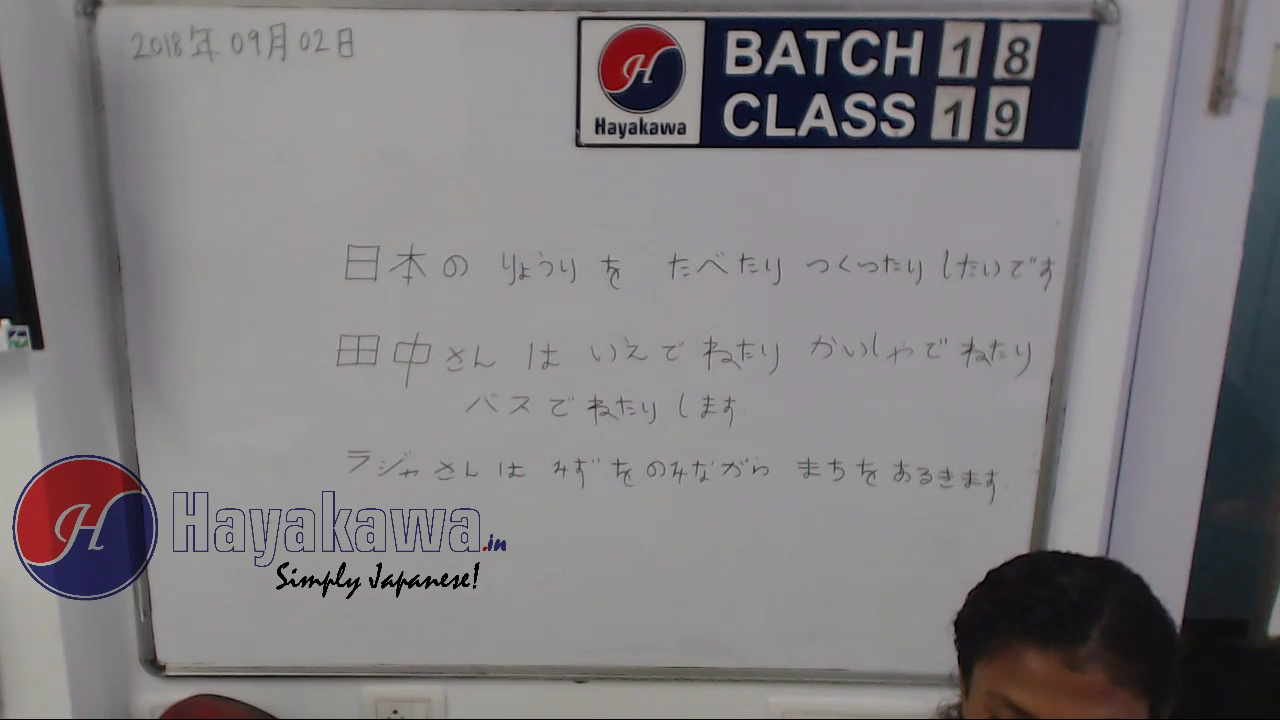 2018年09月02日
BATCH 18
CLASS 19
H
Hayakawa
日本の りょうり を たべたり つくったり したいです
田中さん は いえで ねたり かいしゃで ねたり
バスで ねたり します
ラジャさん は みずを のみながら まちを あるきます.
H
Hayakawa.in
Simply Japanese!